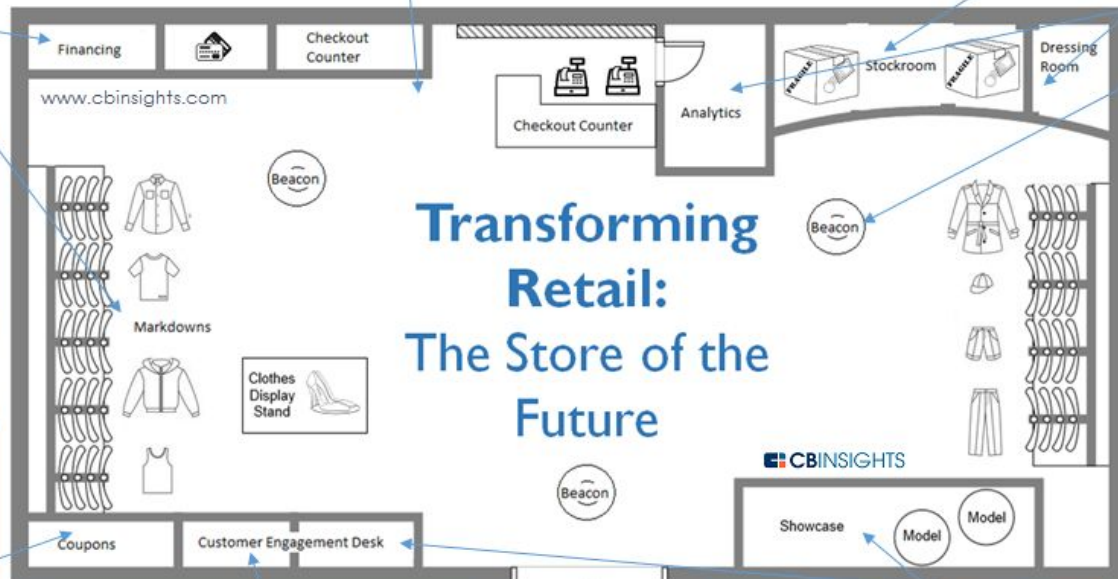 Financing
Checkout
Counter
www.cbinsights.com
Checkout Counter
Analytics
FRAGILE
Stockroom
FRAGILE
Dressing
Room
Beacon
Beacon
Transforming
Retail:
The Store of the
Future
Markdowns
Clothes
Display
Stand
CBINSIGHTS
Beacon
Coupons
Customer Engagement Desk
Showcase
Model
Model